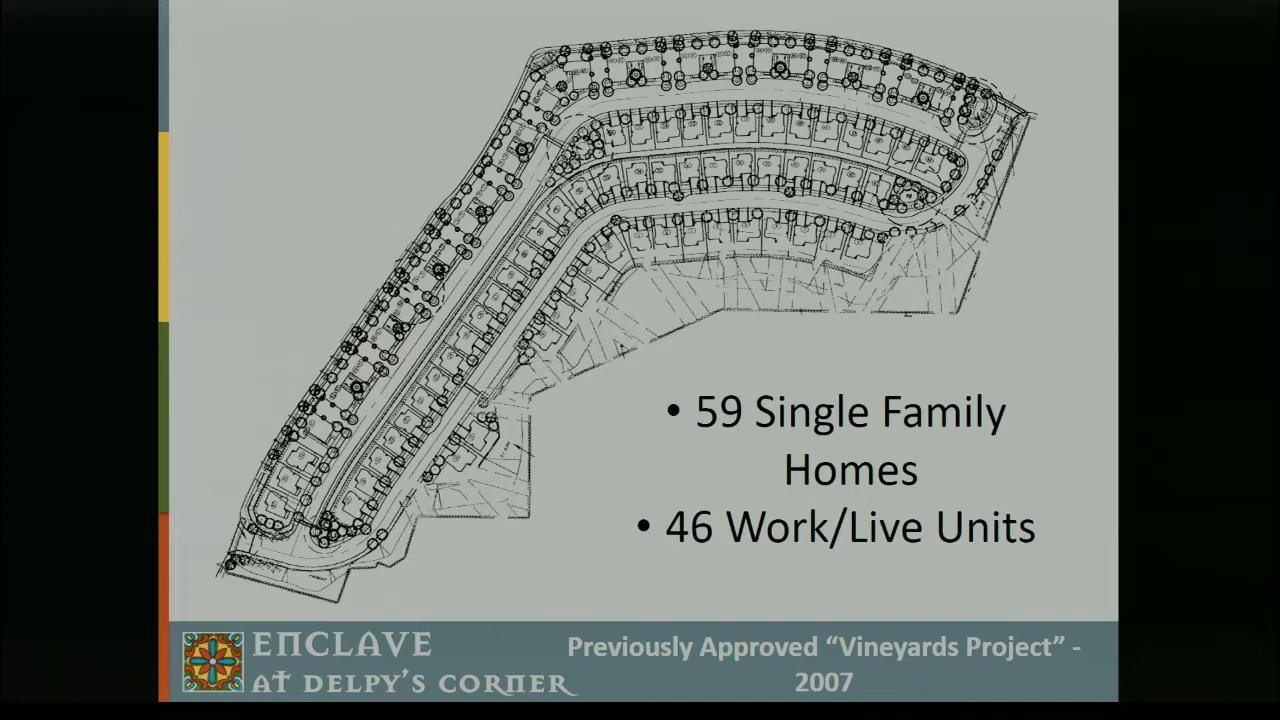 • 59 Single Family
Homes
• 46 Work/Live Units
ENCLAVE
AT DELPY'S CORNER
Previously Approved “Vineyards Project” -
2007